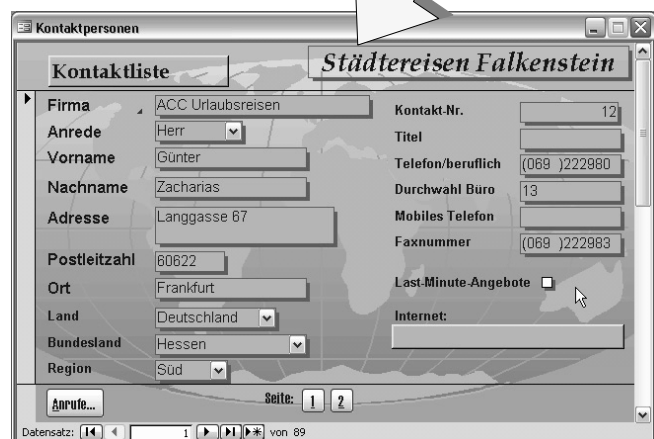 Kontaktpersonen
Kontaktliste
Städtereisen Falkenstein
Firma ACC Urlaubsreisen
Anrede Herr
Vorname Günter
Nachname Zacharias
Adresse Langgasse 67
Postleitzahl 60622
Ort Frankfurt
Land Deutschland
Bundesland Hessen
Region Süd
Kontakt-Nr. 12
Titel
Telefon/beruflich (069 )222980
Durchwahl Büro 13
Mobiles Telefon
Faxnummer (069 )222983
Last-Minute-Angebote
Internet:
Anrufe... Seite: 1 2
Datensatz: 1 von 89